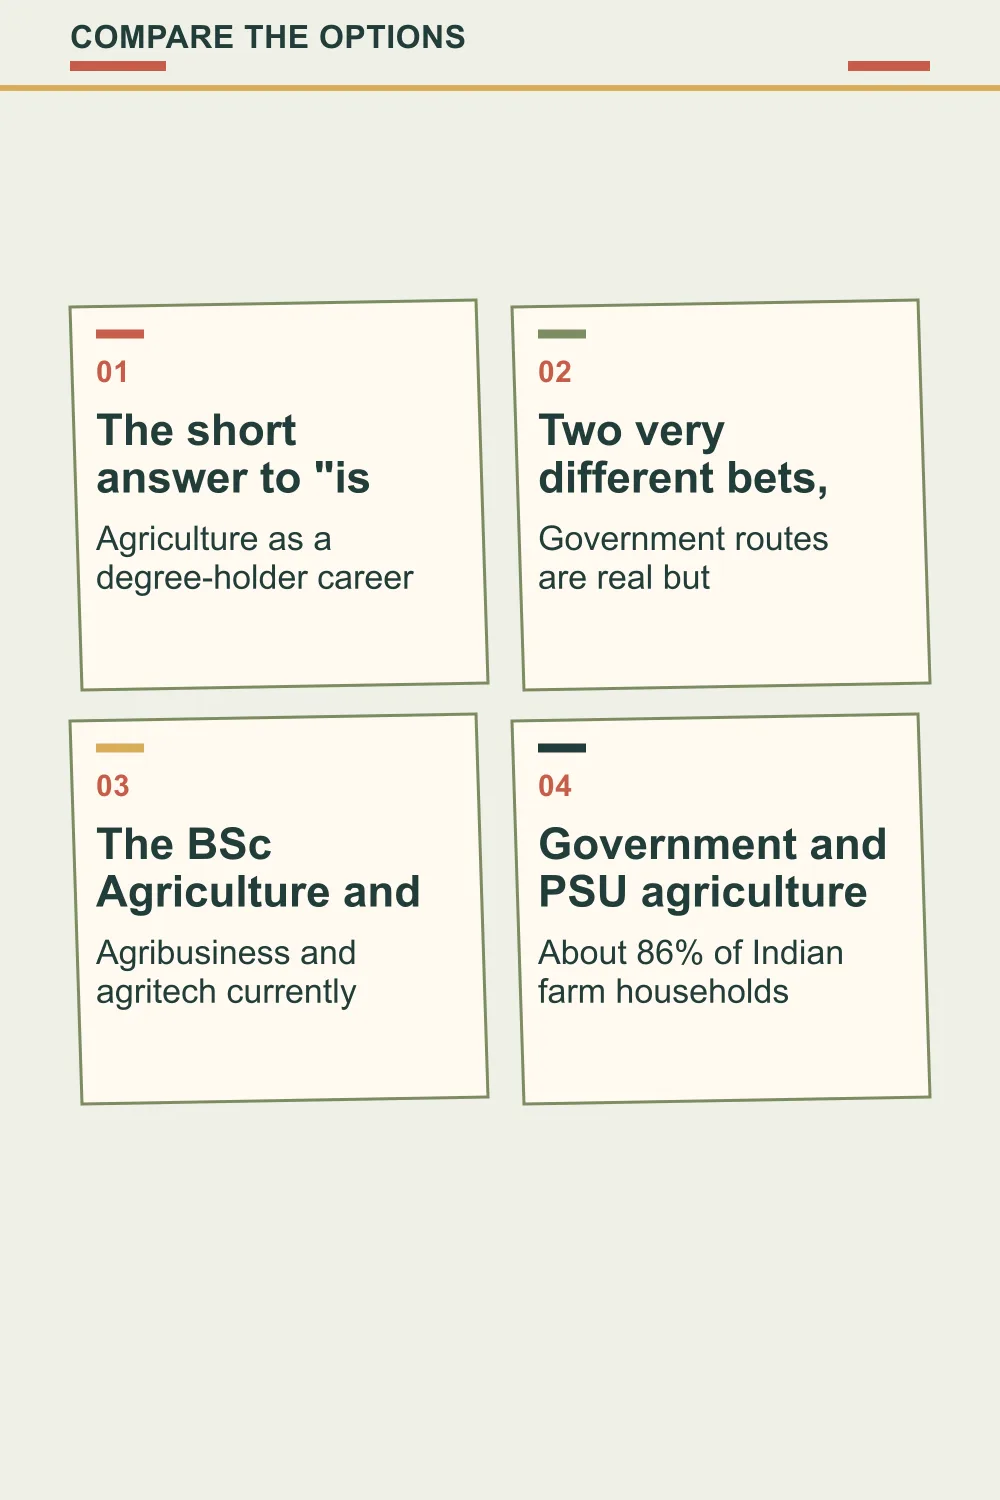 COMPARE THE OPTIONS
01
The short
answer to "is
Agriculture as a
degree-holder career
02
Two very
different bets,
Government routes
are real but
03
The BSc
Agriculture and
Agribusiness and
agritech currently
04
Government and
PSU agriculture
About 86% of Indian
farm households